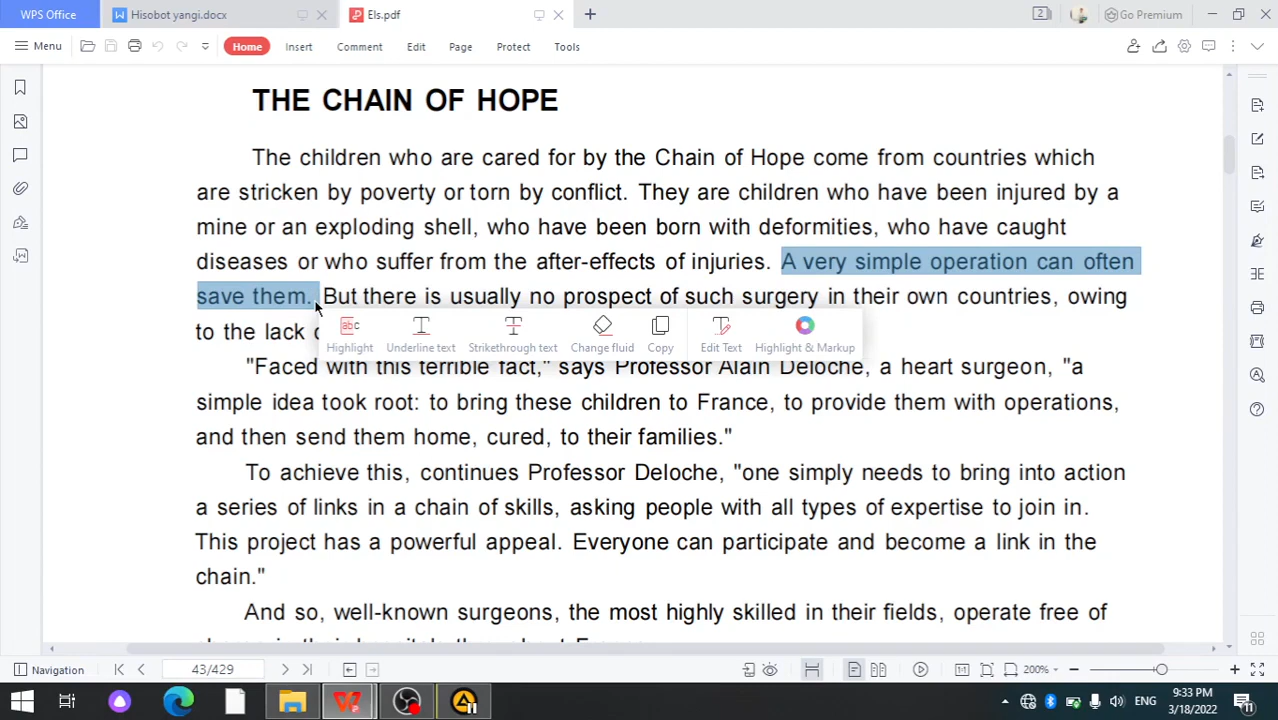 WPS Office
Hisobot yangi.docx
Els.pdf
2
Go Premium
Menu
Home
Insert
Comment
Edit
Page
Protect
Tools
THE CHAIN OF HOPE
The children who are cared for by the Chain of Hope come from countries which
are stricken by poverty or torn by conflict. They are children who have been injured by a
mine or an exploding shell, who have been born with deformities, who have caught
diseases or who suffer from the after-effects of injuries. A very simple operation can often
save them. But there is usually no prospect of such surgery in their own countries, owing
to the lack
abc
Highlight
Underline text
Strikethrough text
Change fluid
Copy
Edit Text
Highlight & Markup
"Faced with this terrible fact," says Professor Alain Deloche, a heart surgeon, "a
simple idea took root: to bring these children to France, to provide them with operations,
and then send them home, cured, to their families."
To achieve this, continues Professor Deloche, "one simply needs to bring into action
a series of links in a chain of skills, asking people with all types of expertise to join in.
This project has a powerful appeal. Everyone can participate and become a link in the
chain."
And so, well-known surgeons, the most highly skilled in their fields, operate free of
Navigation
43/429
200%
ENG
9:33 PM
3/18/2022
11